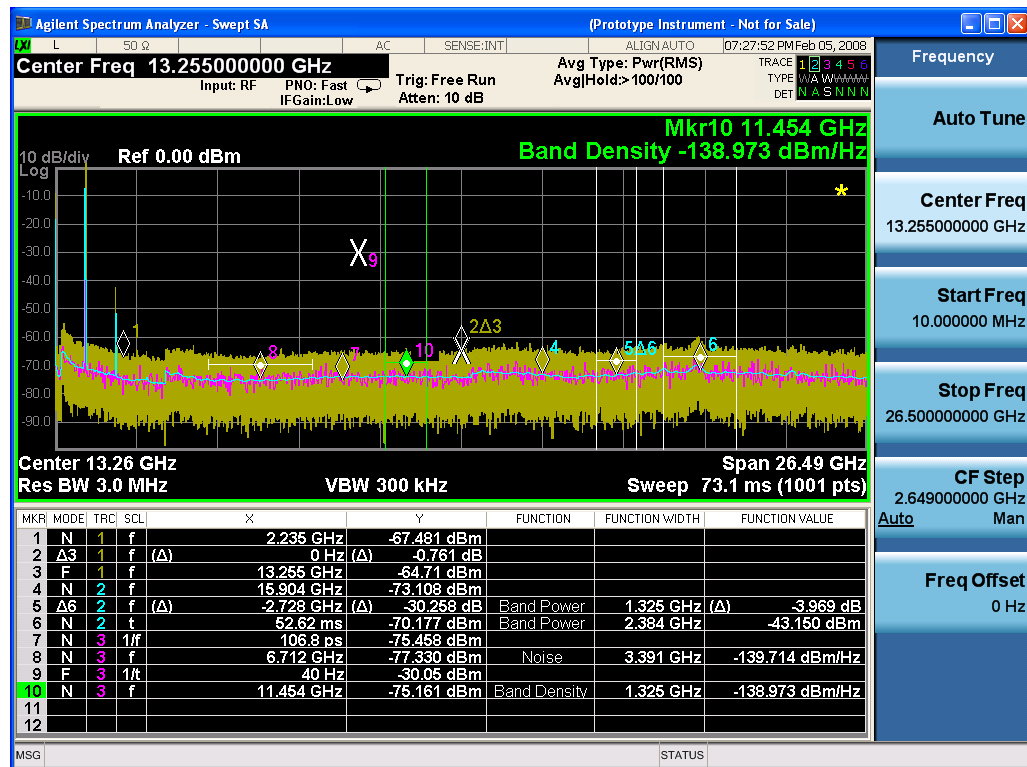 Agilent Spectrum Analyzer - Swept SA (Prototype Instrument - Not for Sale)
LXI L 50 Ω AC SENSE:INT ALIGN AUTO 07:27:52 PM Feb 05, 2008
Center Freq 13.255000000 GHz
Input: RF PNO: Fast IFGain:Low
Trig: Free Run
Atten: 10 dB
Avg Type: Pwr(RMS)
Avg|Hold:>100/100
TRACE 1 2 3 4 5 6
TYPE W A W W W W
DET N A S N N N
Mkr10 11.454 GHz
Band Density -138.973 dBm/Hz
10 dB/div Ref 0.00 dBm
Log
-10.0
-20.0
-30.0
-40.0
-50.0
-60.0
-70.0
-80.0
-90.0
1
8
7
10
X9
2Δ3
4
5Δ6
6
*
Center 13.26 GHz Span 26.49 GHz
Res BW 3.0 MHz VBW 300 kHz Sweep 73.1 ms (1001 pts)
MKR MODE TRC SCL X Y FUNCTION FUNCTION WIDTH FUNCTION VALUE
1 N 1 f 2.235 GHz -67.481 dBm
2 Δ3 1 f (Δ) 0 Hz (Δ) -0.761 dB
3 F 1 f 13.255 GHz -64.71 dBm
4 N 2 f 15.904 GHz -73.108 dBm
5 Δ6 2 f (Δ) -2.728 GHz (Δ) -30.258 dB Band Power 1.325 GHz (Δ) -3.969 dB
6 N 2 t 52.62 ms -70.177 dBm Band Power 2.384 GHz -43.150 dBm
7 N 3 1/f 106.8 ps -75.458 dBm
8 N 3 f 6.712 GHz -77.330 dBm Noise 3.391 GHz -139.714 dBm/Hz
9 F 3 1/t 40 Hz -30.05 dBm
10 N 3 f 11.454 GHz -75.161 dBm Band Density 1.325 GHz -138.973 dBm/Hz
11
12
MSG STATUS
Frequency
Auto Tune
Center Freq
13.255000000 GHz
Start Freq
10.000000 MHz
Stop Freq
26.500000000 GHz
CF Step
2.649000000 GHz
Auto Man
Freq Offset
0 Hz